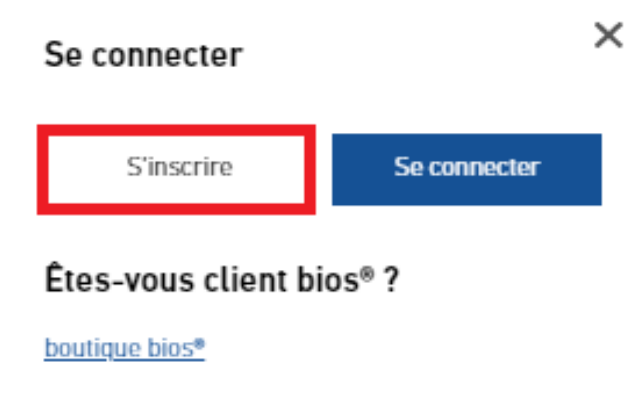 Se connecter
S'inscrire
Se connecter
Êtes-vous client bios® ?
boutique bios®